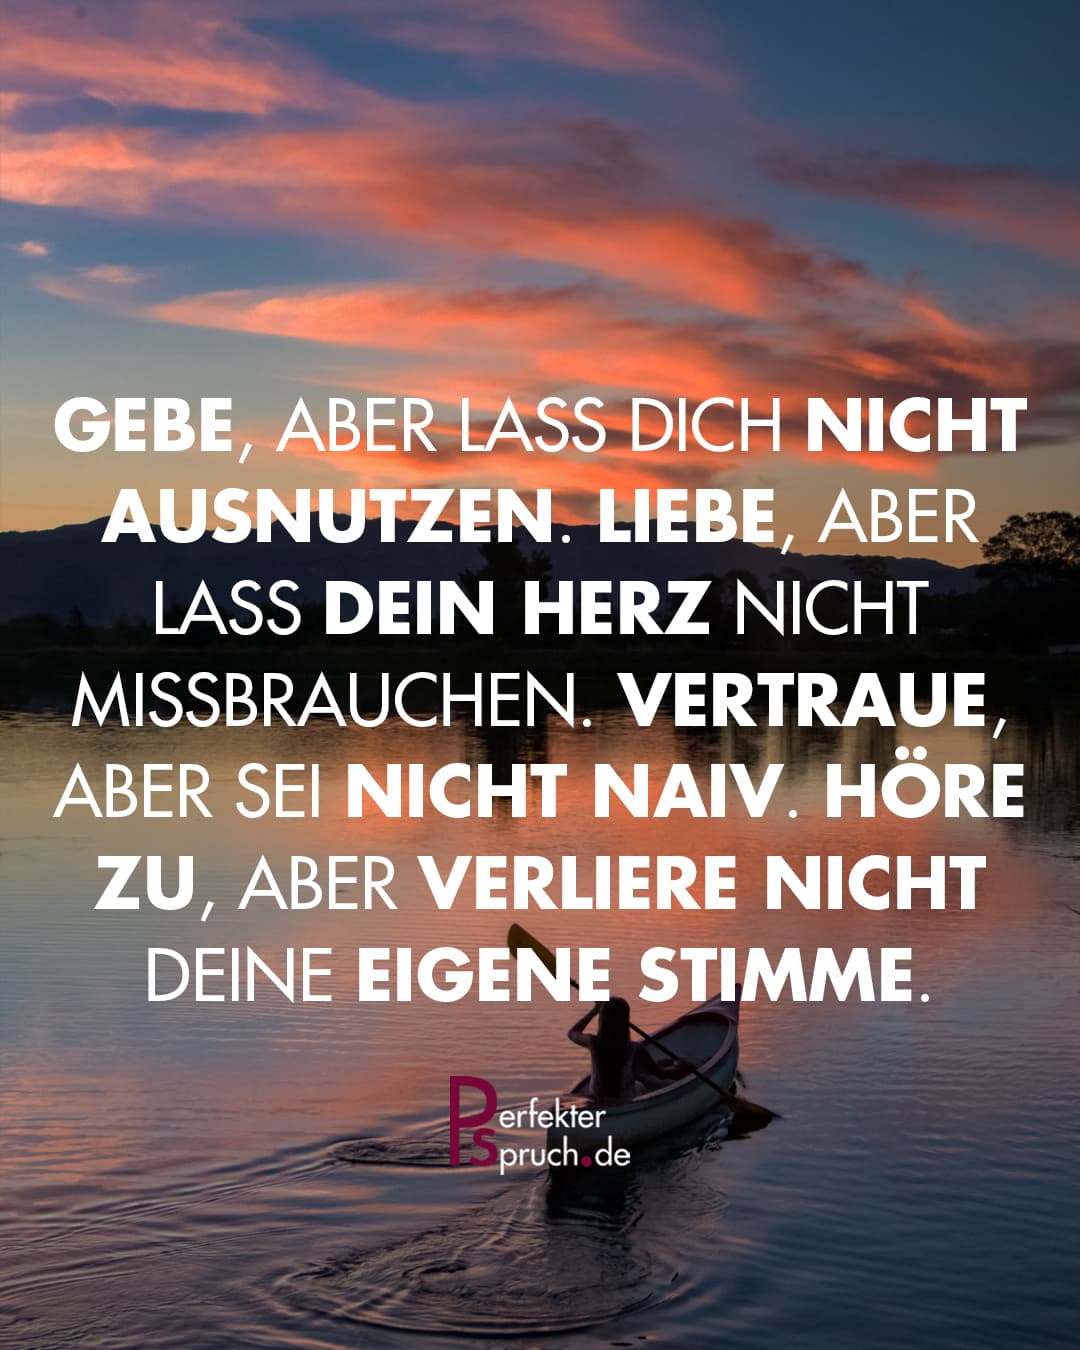 GEBE, ABER LASS DICH NICHT
AUSNUTZEN. LIEBE, ABER
LASS DEIN HERZ NICHT
MISSBRAUCHEN. VERTRAUE,
ABER SEI NICHT NAIV. HÖRE
ZU, ABER VERLIERE NICHT
DEINE EIGENE STIMME.
Perfekter
Spruch.de